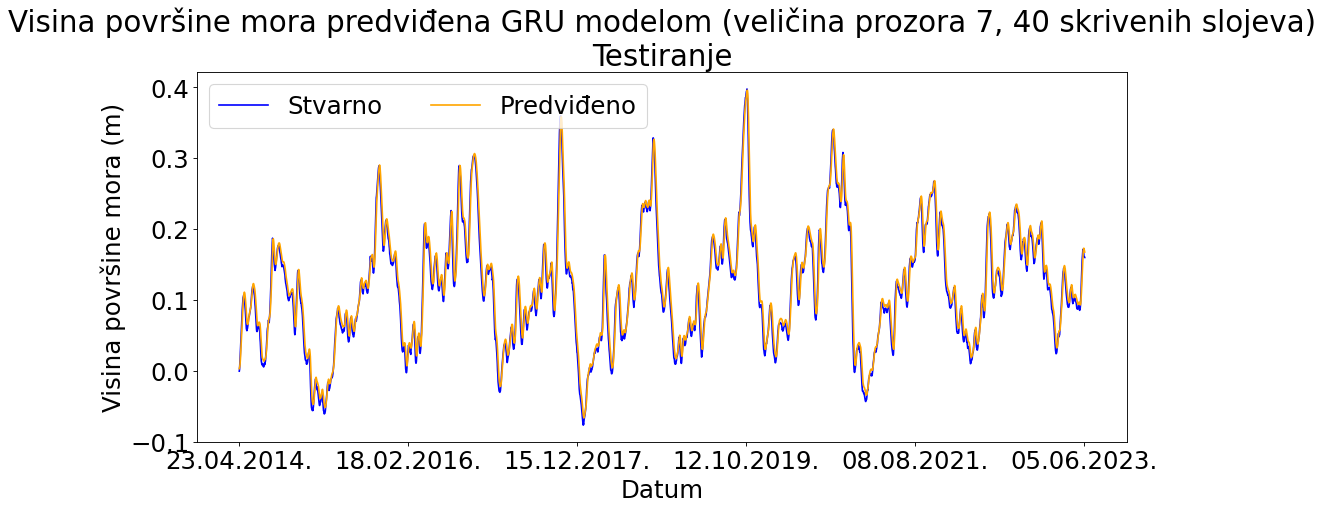 Visina površine mora predviđena GRU modelom (veličina prozora 7, 40 skrivenih slojeva)
Testiranje
Stvarno
Predviđeno
Visina površine mora (m)
0.4
0.3
0.2
0.1
0.0
−0.1
23.04.2014.
18.02.2016.
15.12.2017.
12.10.2019.
08.08.2021.
05.06.2023.
Datum